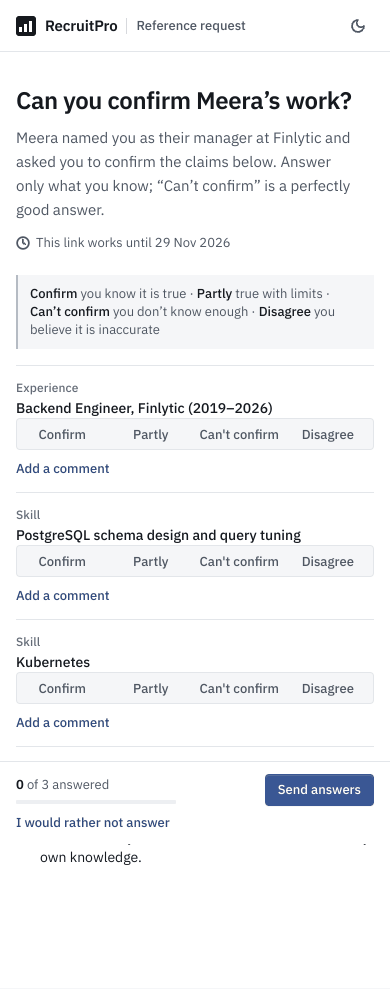 RecruitPro
Reference request
Can you confirm Meera’s work?
Meera named you as their manager at Finlytic and
asked you to confirm the claims below. Answer
only what you know; “Can’t confirm” is a perfectly
good answer.
This link works until 29 Nov 2026
Confirm you know it is true · Partly true with limits ·
Can’t confirm you don’t know enough · Disagree you
believe it is inaccurate
Experience
Backend Engineer, Finlytic (2019–2026)
Confirm Partly Can't confirm Disagree
Add a comment
Skill
PostgreSQL schema design and query tuning
Confirm Partly Can't confirm Disagree
Add a comment
Skill
Kubernetes
Confirm Partly Can't confirm Disagree
Add a comment
0 of 3 answered
Send answers
I would rather not answer
own knowledge.